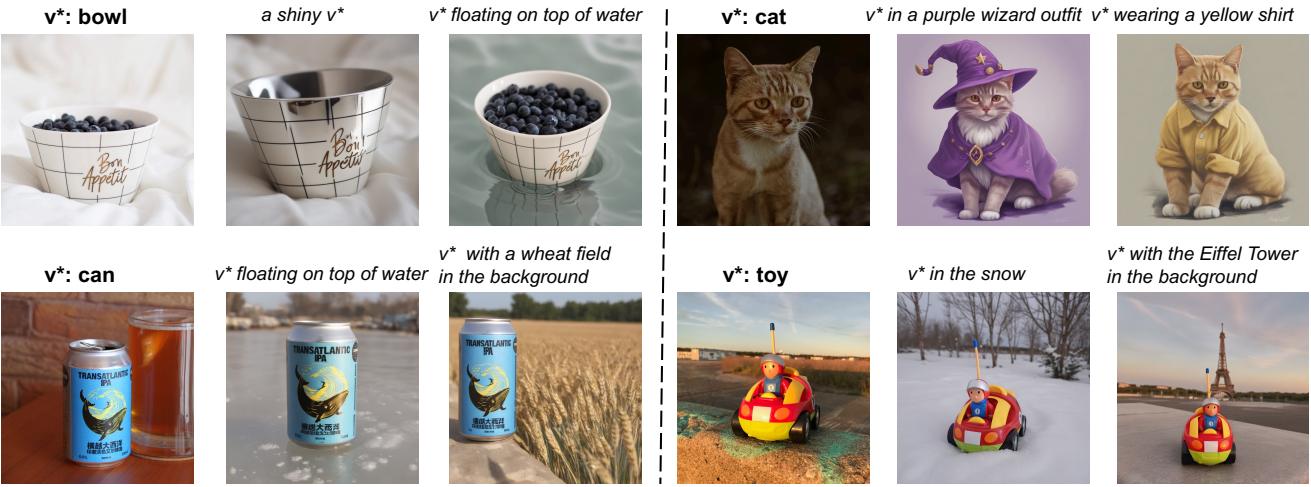 v*: bowl
a shiny v*
v* floating on top of water
Bon
Appetit
Bon
Appetit
Bon
Appetit
v*: cat
v* in a purple wizard outfit
v* wearing a yellow shirt
v*: can
v* floating on top of water
v* with a wheat field
in the background
TRANSATLANTIC
IPA
橫越大西洋
TRANSATLANTIC
IPA
TRANSATLANTIC
IPA
v*: toy
v* in the snow
v* with the Eiffel Tower
in the background